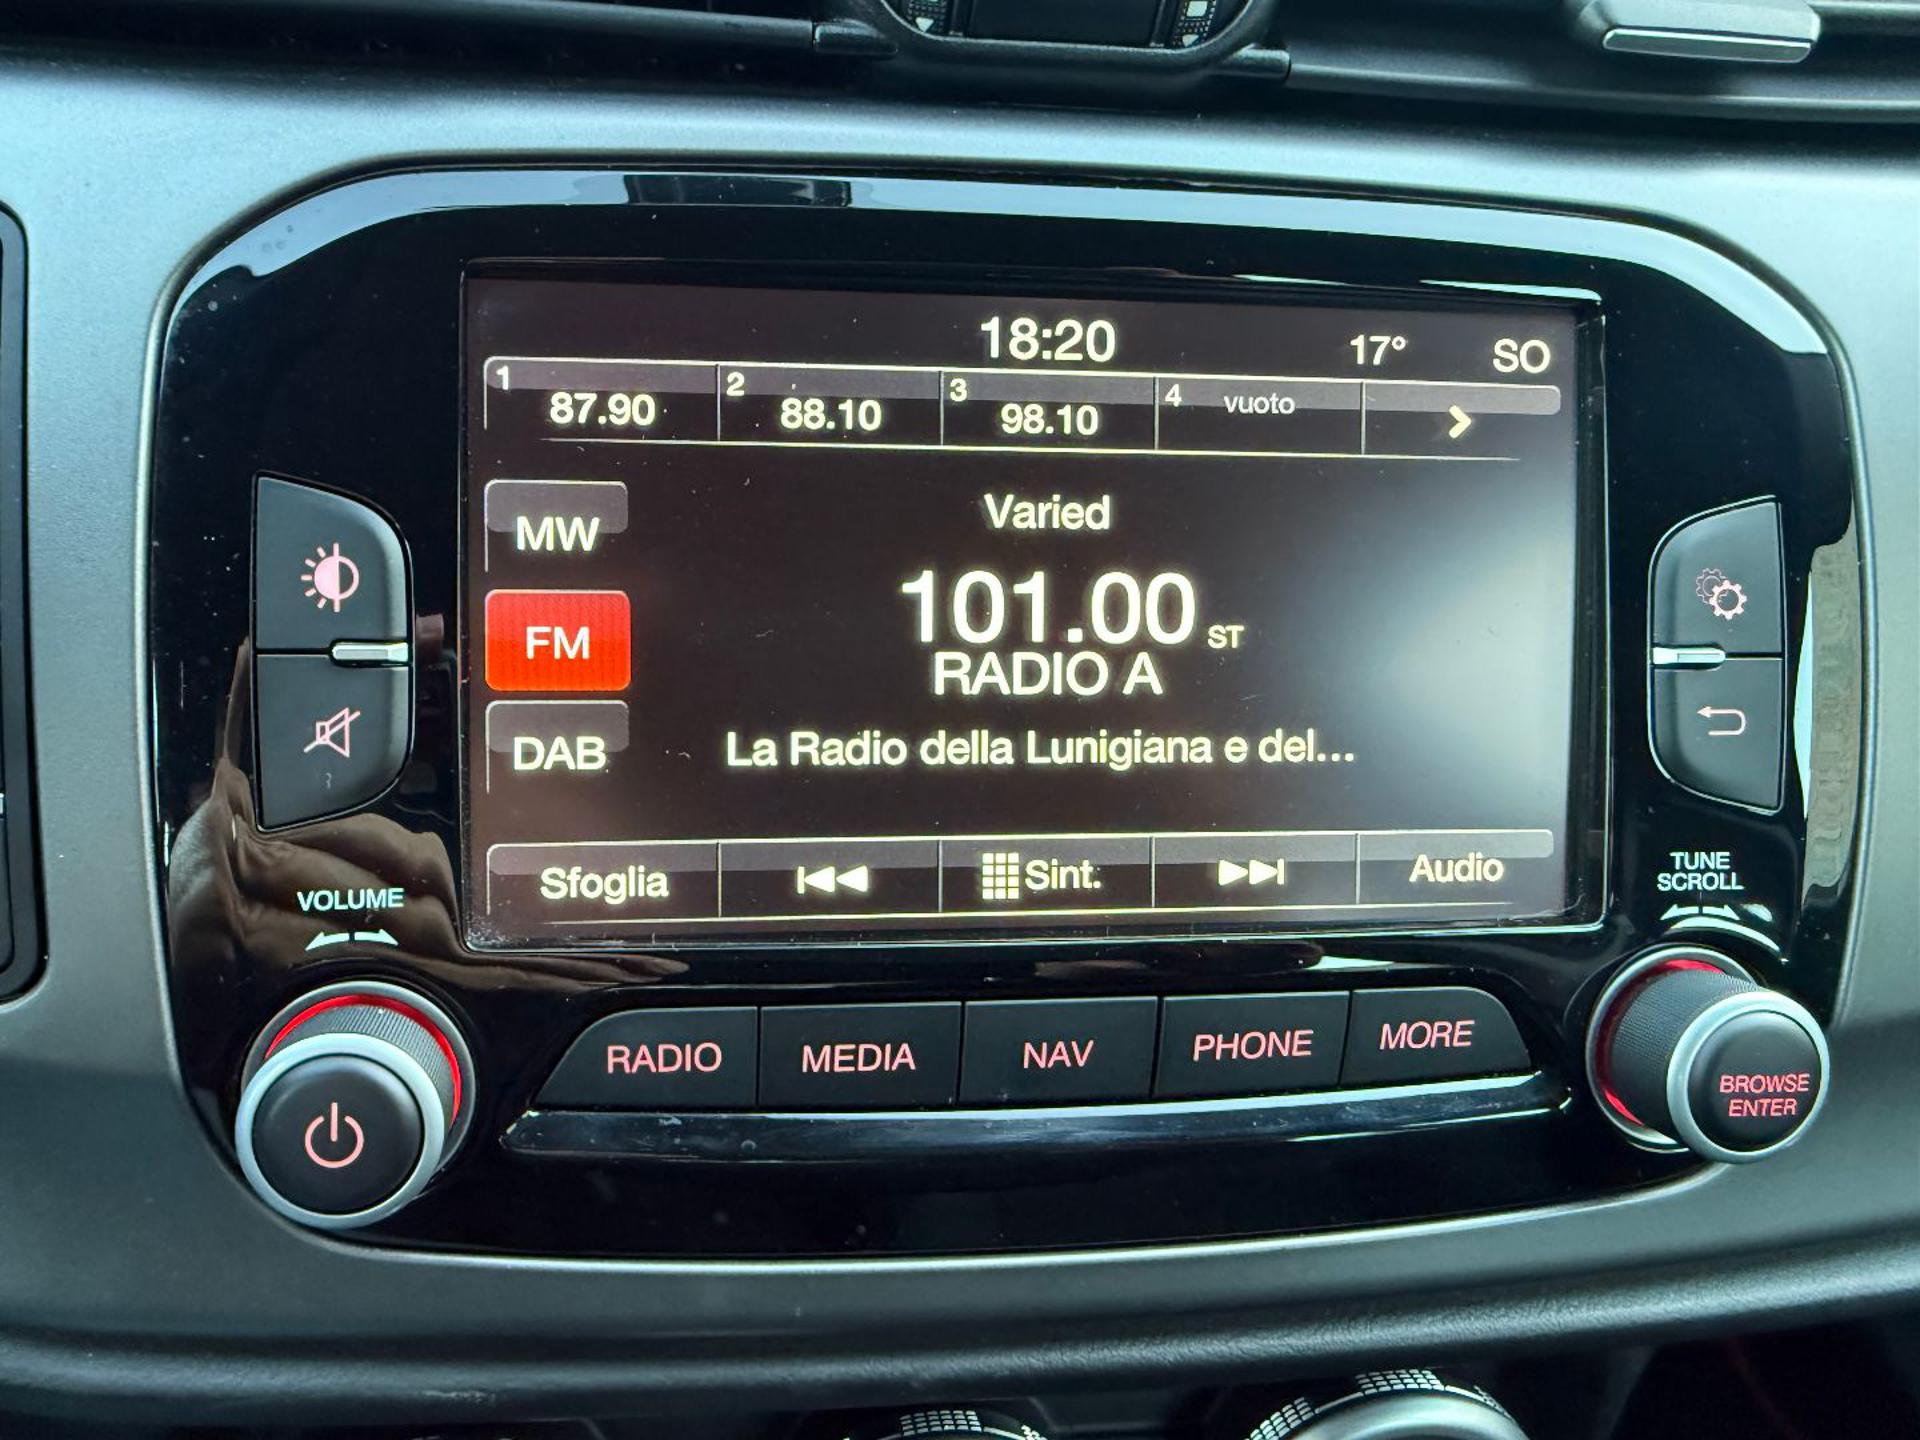 18:20 17° SO
1 87.90 2 88.10 3 98.10 4 vuoto
MW
Varied
FM
101.00 ST
RADIO A
DAB
La Radio della Lunigiana e del...
Sfoglia Sint. Audio
VOLUME
TUNE
SCROLL
RADIO MEDIA NAV PHONE MORE
BROWSE
ENTER